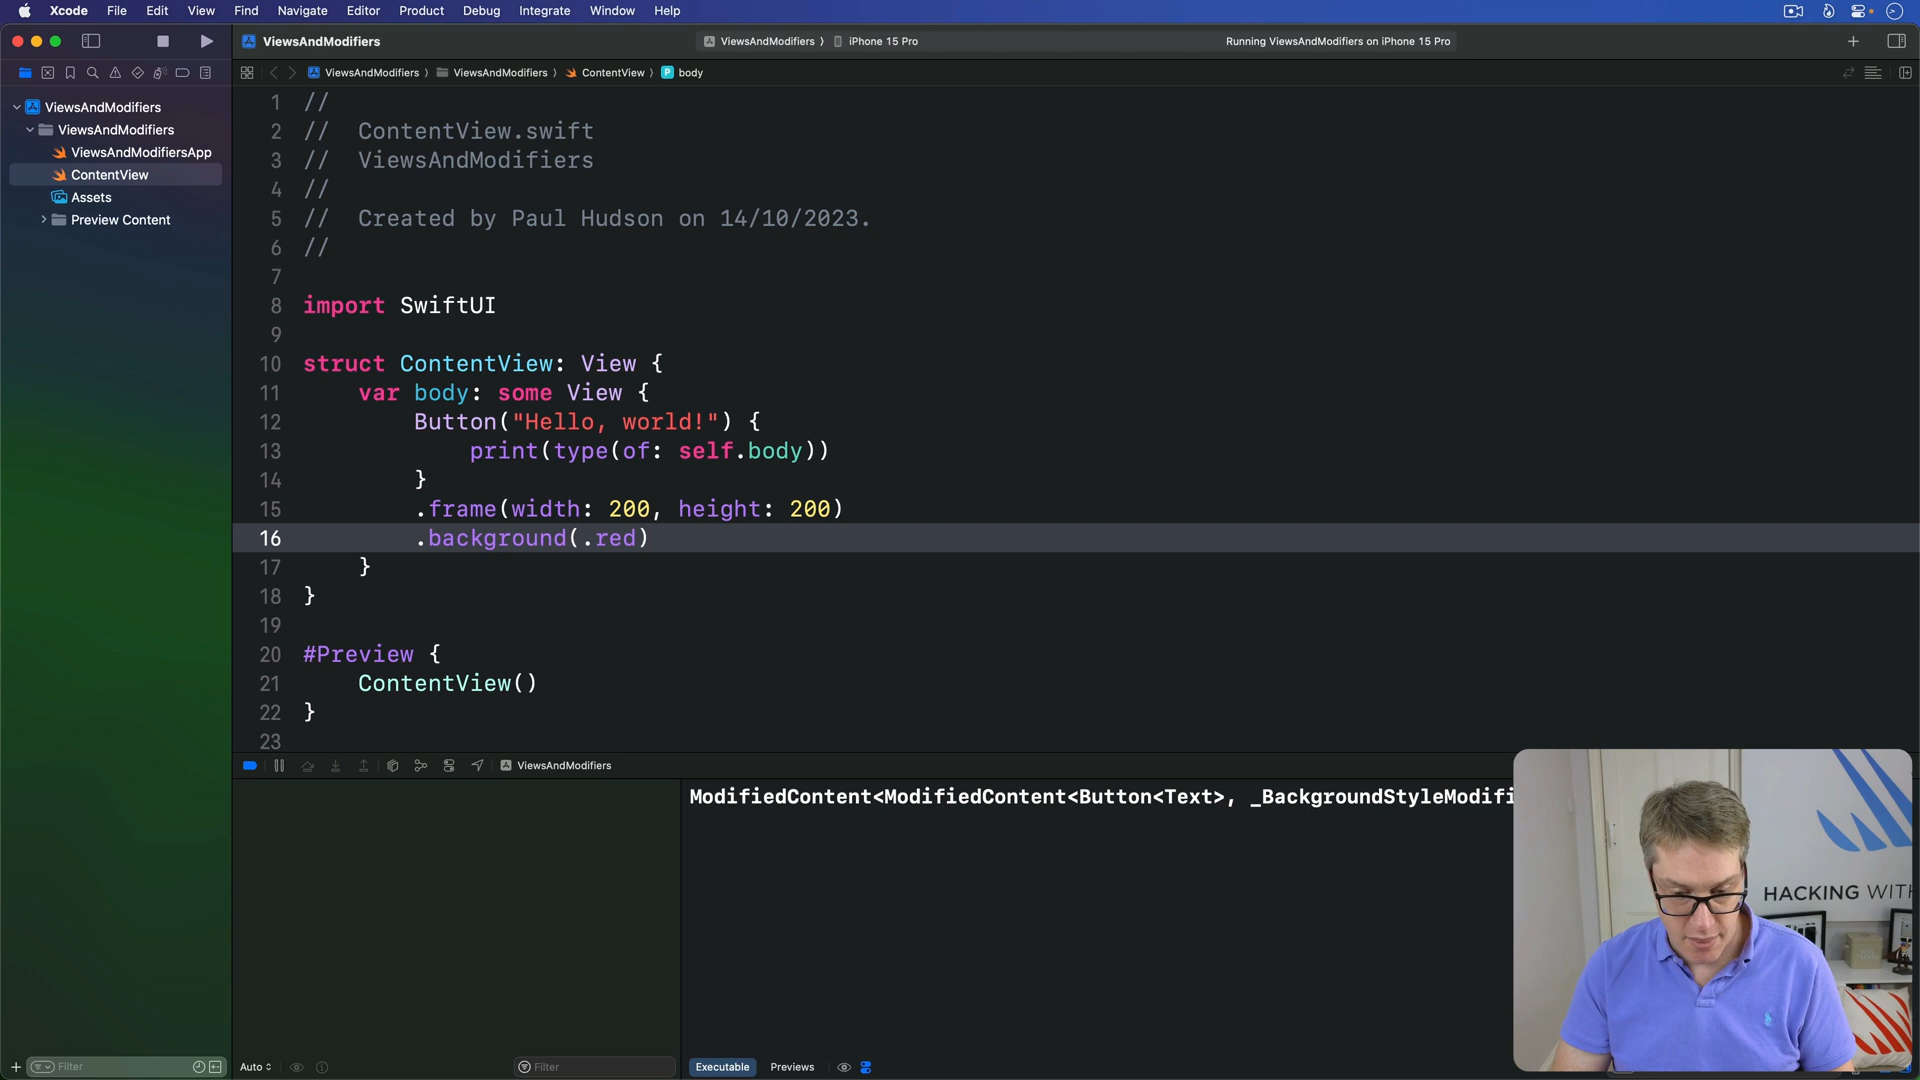 Xcode File Edit View Find Navigate Editor Product Debug Integrate Window Help
ViewsAndModifiers
ViewsAndModifiers 〉 iPhone 15 Pro
Running ViewsAndModifiers on iPhone 15 Pro
ViewsAndModifiers 〉 ViewsAndModifiers 〉 ContentView 〉 P body
ViewsAndModifiers
ViewsAndModifiers
ViewsAndModifiersApp
ContentView
Assets
Preview Content
1 //
2 //  ContentView.swift
3 //  ViewsAndModifiers
4 //
5 //  Created by Paul Hudson on 14/10/2023.
6 //
7
8 import SwiftUI
9
10 struct ContentView: View {
11     var body: some View {
12         Button("Hello, world!") {
13             print(type(of: self.body))
14         }
15         .frame(width: 200, height: 200)
16         .background(.red)
17     }
18 }
19
20 #Preview {
21     ContentView()
22 }
23
ViewsAndModifiers
ModifiedContent<ModifiedContent<Button<Text>, _BackgroundStyleModifi
HACKING WITH
Filter
Auto
Filter
Executable
Previews